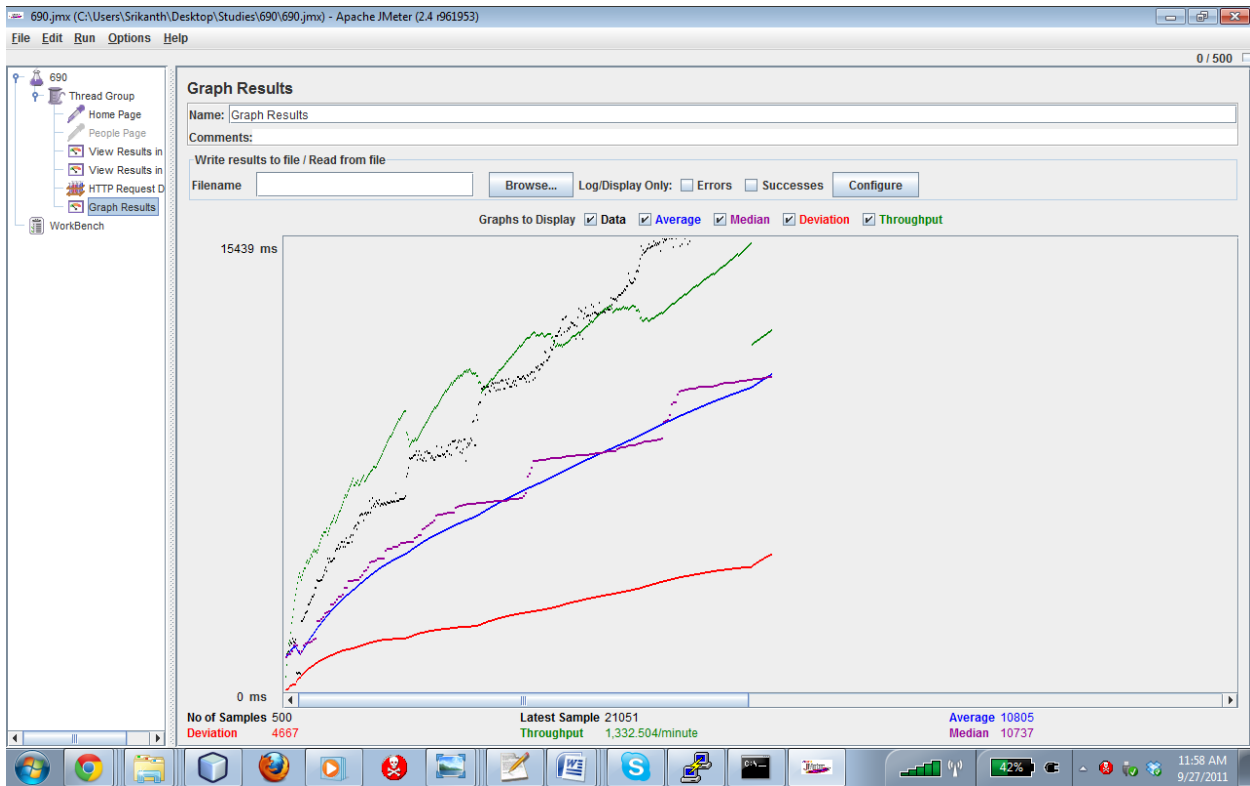 690.jmx (C:\Users\Srikanth\Desktop\Studies\690\690.jmx) - Apache JMeter (2.4 r961953)
File Edit Run Options Help
0 / 500
690
Thread Group
Home Page
People Page
View Results in
View Results in
HTTP Request D
Graph Results
WorkBench
Graph Results
Name: Graph Results
Comments:
Write results to file / Read from file
Filename Browse... Log/Display Only: Errors Successes Configure
Graphs to Display Data Average Median Deviation Throughput
15439 ms
0 ms
No of Samples 500 Latest Sample 21051 Average 10805
Deviation 4667 Throughput 1,332.504/minute Median 10737
42%
11:58 AM
9/27/2011